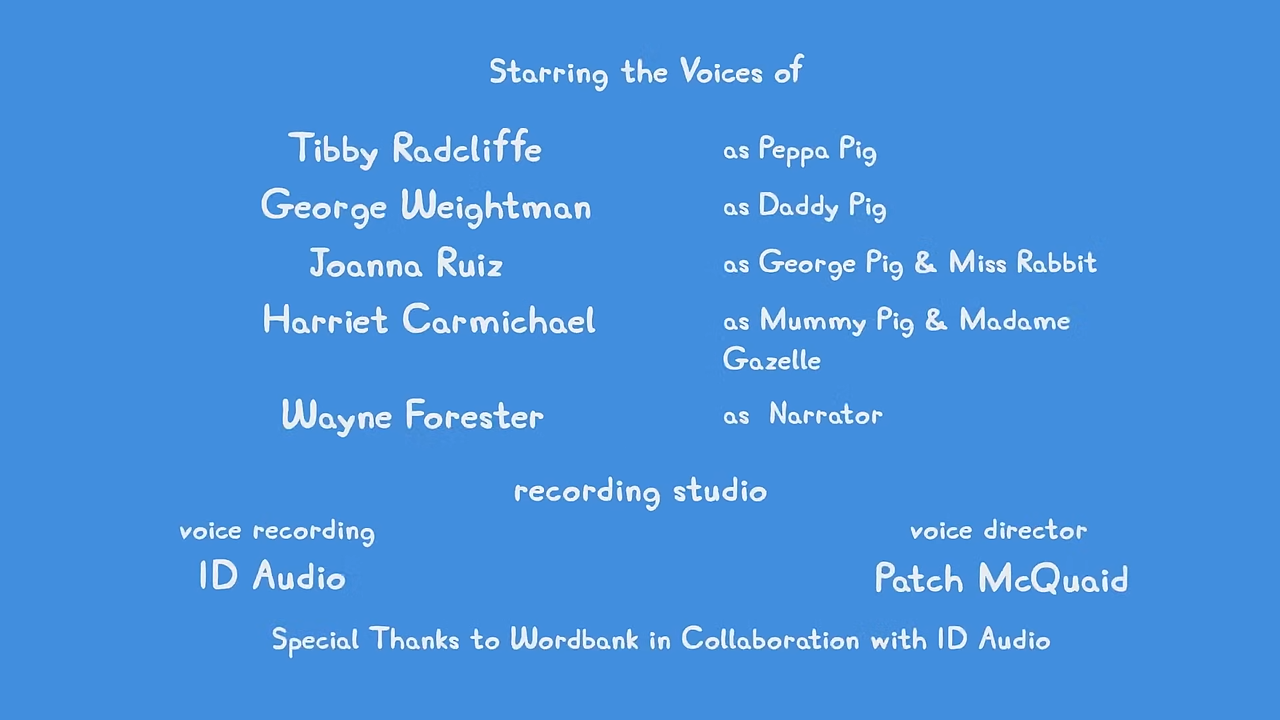 Starring the Voices of
Tibby Radcliffe as Peppa Pig
George Weightman as Daddy Pig
Joanna Ruiz as George Pig & Miss Rabbit
Harriet Carmichael as Mummy Pig & Madame
Gazelle
Wayne Forester as Narrator
recording studio
voice recording voice director
ID Audio Patch McQuaid
Special Thanks to Wordbank in Collaboration with ID Audio